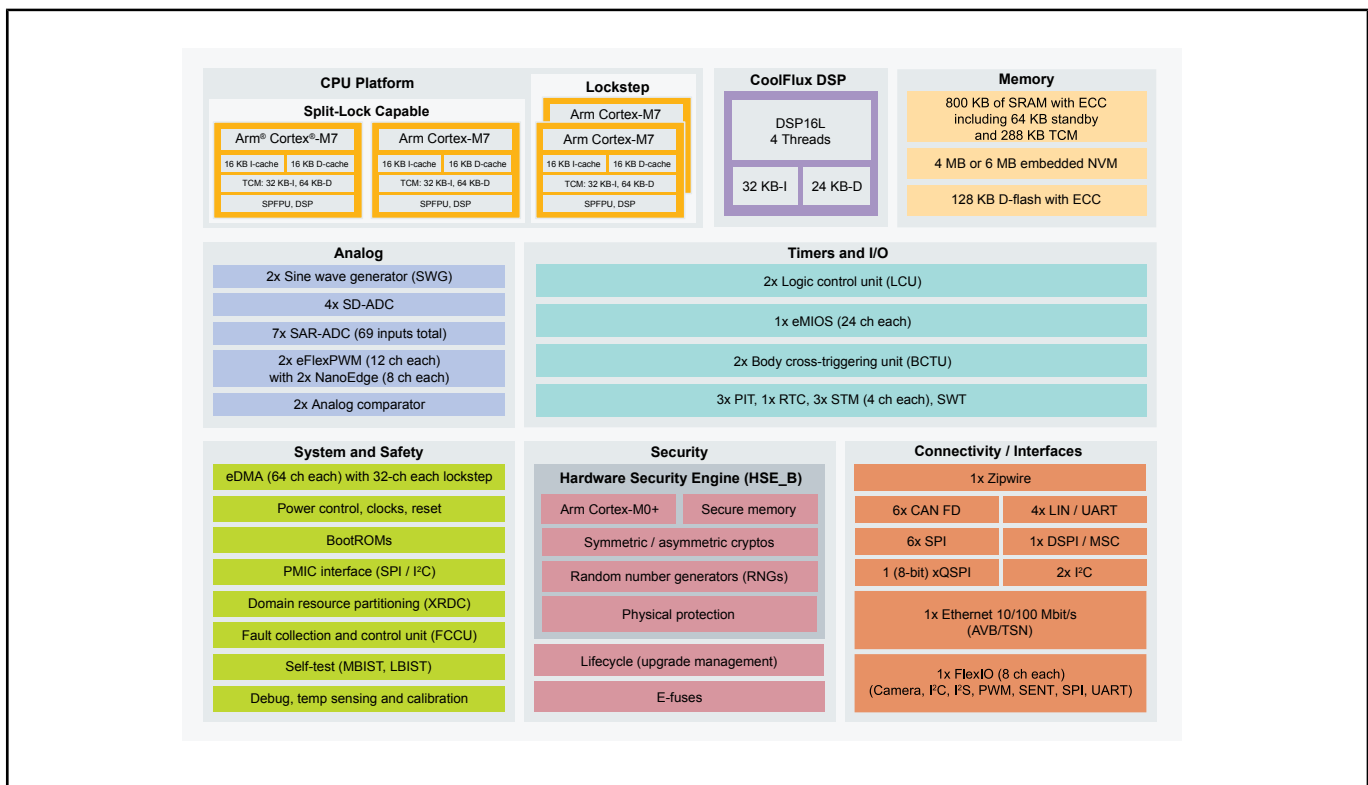 CPU Platform
Split-Lock Capable
Arm® Cortex®-M7
16 KB I-cache
16 KB D-cache
TCM: 32 KB-I, 64 KB-D
SPFPU, DSP
Arm Cortex-M7
16 KB I-cache
16 KB D-cache
TCM: 32 KB-I, 64 KB-D
SPFPU, DSP
Lockstep
Arm Cortex-M7
Arm Cortex-M7
16 KB I-cache
16 KB D-cache
TCM: 32 KB-I, 64 KB-D
SPFPU, DSP
CoolFlux DSP
DSP16L
4 Threads
32 KB-I
24 KB-D
Memory
800 KB of SRAM with ECC
including 64 KB standby
and 288 KB TCM
4 MB or 6 MB embedded NVM
128 KB D-flash with ECC
Analog
2x Sine wave generator (SWG)
4x SD-ADC
7x SAR-ADC (69 inputs total)
2x eFlexPWM (12 ch each)
with 2x NanoEdge (8 ch each)
2x Analog comparator
Timers and I/O
2x Logic control unit (LCU)
1x eMIOS (24 ch each)
2x Body cross-triggering unit (BCTU)
3x PIT, 1x RTC, 3x STM (4 ch each), SWT
System and Safety
eDMA (64 ch each) with 32-ch each lockstep
Power control, clocks, reset
BootROMs
PMIC interface (SPI / I²C)
Domain resource partitioning (XRDC)
Fault collection and control unit (FCCU)
Self-test (MBIST, LBIST)
Debug, temp sensing and calibration
Security
Hardware Security Engine (HSE_B)
Arm Cortex-M0+
Secure memory
Symmetric / asymmetric cryptos
Random number generators (RNGs)
Physical protection
Lifecycle (upgrade management)
E-fuses
Connectivity / Interfaces
1x Zipwire
6x CAN FD
4x LIN / UART
6x SPI
1x DSPI / MSC
1 (8-bit) xQSPI
2x I²C
1x Ethernet 10/100 Mbit/s
(AVB/TSN)
1x FlexIO (8 ch each)
(Camera, I²C, I²S, PWM, SENT, SPI, UART)